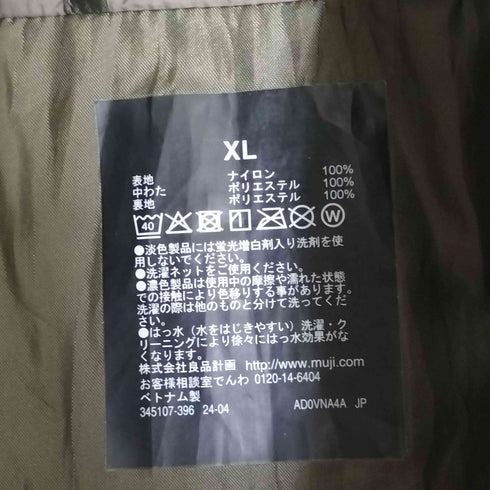 XL
表地 ナイロン 100%
中わた ポリエステル 100%
裏地 ポリエステル 100%
40 W
●淡色製品には蛍光増白剤入り洗剤を使
用しないでください。
●洗濯ネットをご使用ください。
●濃色製品は使用中の摩擦や濡れた状態
での接触により色移りする場合があります。
洗濯の際は他のものと分けて洗ってくだ
さい。
●はっ水（水をはじきやすい）洗濯・ク
リーニングにより徐々にはっ水効果がな
くなります。
株式会社良品計画 http://www.muji.com
お客様相談室でんわ 0120-14-6404
ベトナム製
345107-396 24-04 AD0VNA4A JP